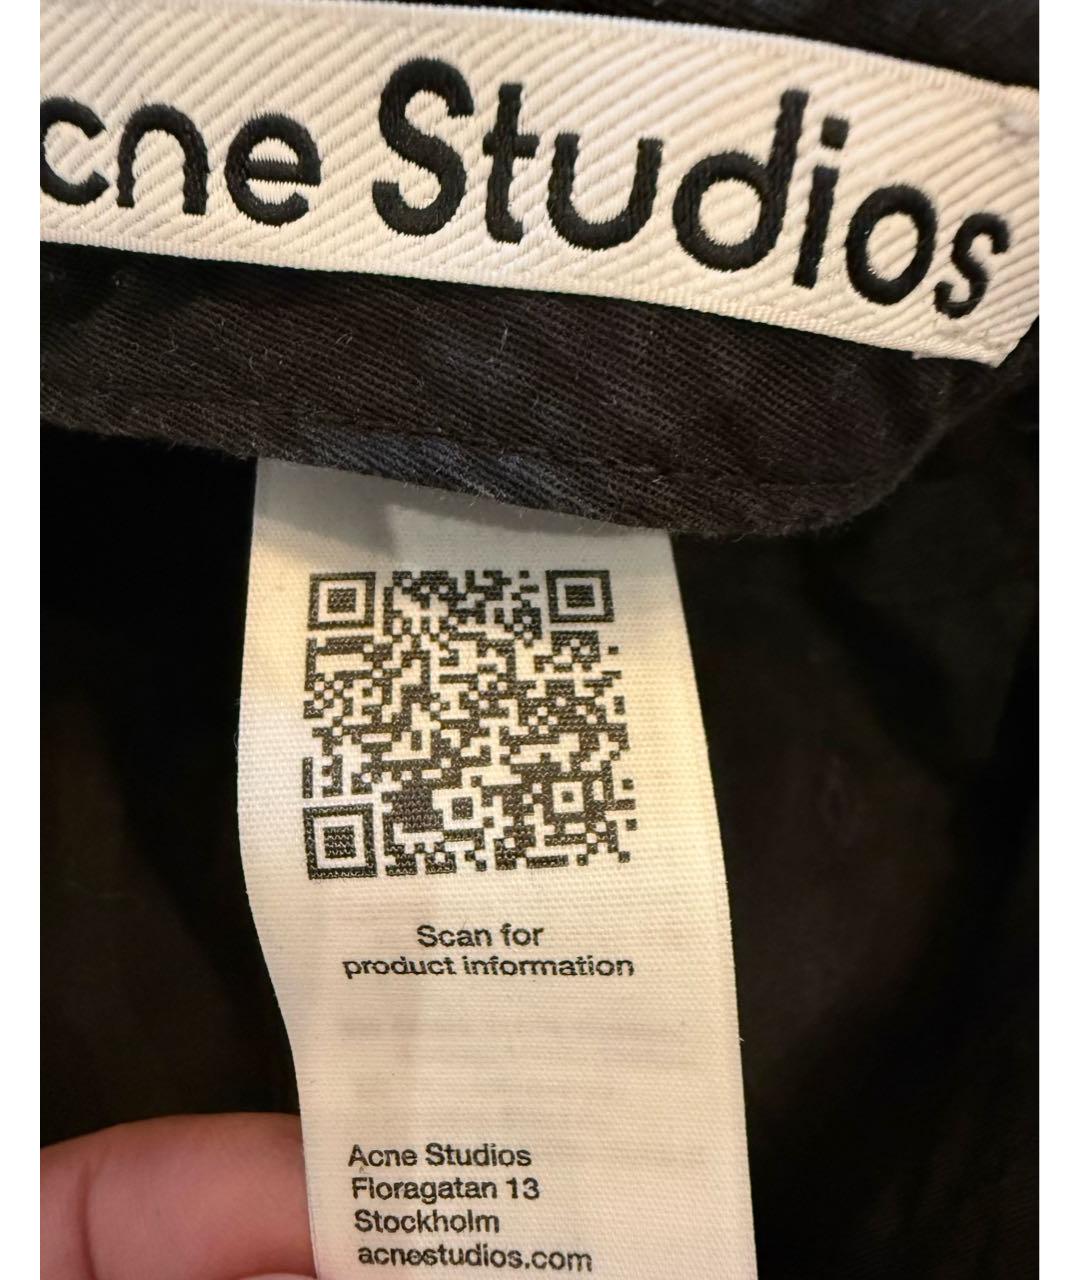 cne Studios
Scan for
product information
Acne Studios
Floragatan 13
Stockholm
acnestudios.com